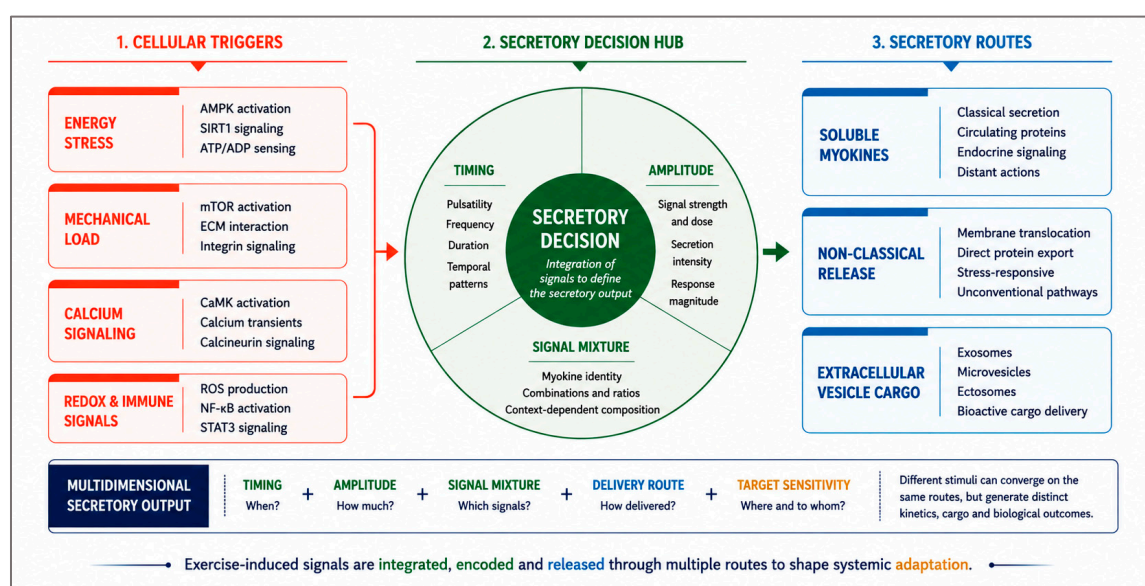 1. CELLULAR TRIGGERS
ENERGY
STRESS
AMPK activation
SIRT1 signaling
ATP/ADP sensing
MECHANICAL
LOAD
mTOR activation
ECM interaction
Integrin signaling
CALCIUM
SIGNALING
CaMK activation
Calcium transients
Calcineurin signaling
REDOX & IMMUNE
SIGNALS
ROS production
NF-κB activation
STAT3 signaling
2. SECRETORY DECISION HUB
TIMING
Pulsatility
Frequency
Duration
Temporal
patterns
SECRETORY
DECISION
Integration of
signals to define
the secretory output
AMPLITUDE
Signal strength
and dose
Secretion
intensity
Response
magnitude
SIGNAL MIXTURE
Myokine identity
Combinations and ratios
Context-dependent composition
3. SECRETORY ROUTES
SOLUBLE
MYOKINES
Classical secretion
Circulating proteins
Endocrine signaling
Distant actions
NON-CLASSICAL
RELEASE
Membrane translocation
Direct protein export
Stress-responsive
Unconventional pathways
EXTRACELLULAR
VESICLE CARGO
Exosomes
Microvesicles
Ectosomes
Bioactive cargo delivery
MULTIDIMENSIONAL
SECRETORY OUTPUT
TIMING
When?
+
AMPLITUDE
How much?
+
SIGNAL MIXTURE
Which signals?
+
DELIVERY ROUTE
How delivered?
+
TARGET SENSITIVITY
Where and to whom?
Different stimuli can converge on the
same routes, but generate distinct
kinetics, cargo and biological outcomes.
Exercise-induced signals are integrated, encoded and released through multiple routes to shape systemic adaptation.